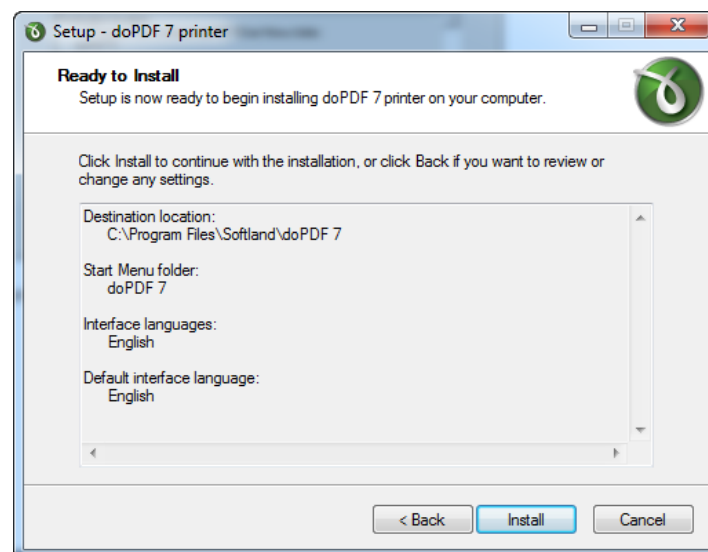 Setup - doPDF 7 printer
Ready to Install
Setup is now ready to begin installing doPDF 7 printer on your computer.
Click Install to continue with the installation, or click Back if you want to review or
change any settings.
Destination location:
C:\Program Files\Softland\doPDF 7
Start Menu folder:
doPDF 7
Interface languages:
English
Default interface language:
English
< Back
Install
Cancel